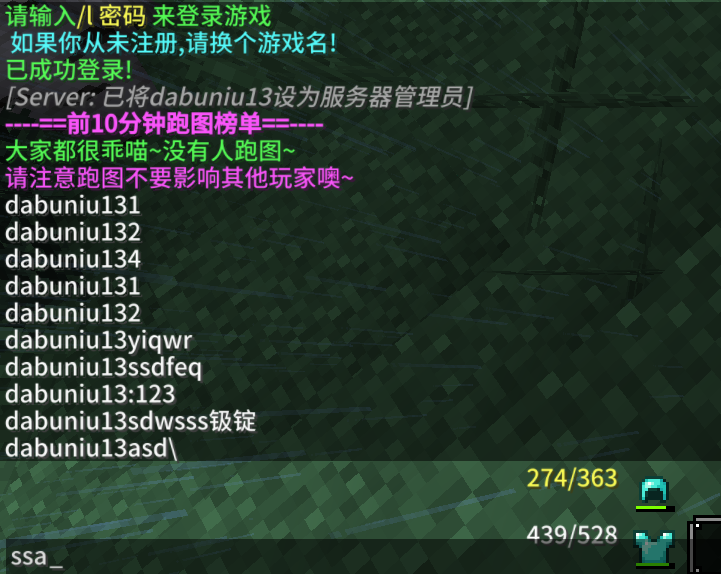 请输入/l 密码 来登录游戏
如果你从未注册,请换个游戏名!
已成功登录!
[Server: 已将dabuniu13设为服务器管理员]
----==前10分钟跑图榜单==----
大家都很乖喵~没有人跑图~
请注意跑图不要影响其他玩家噢~
dabuniu131
dabuniu132
dabuniu134
dabuniu131
dabuniu132
dabuniu13yiqwr
dabuniu13ssdfeq
dabuniu13:123
dabuniu13sdwsss钑锭
dabuniu13asd\
274/363
439/528
ssa_